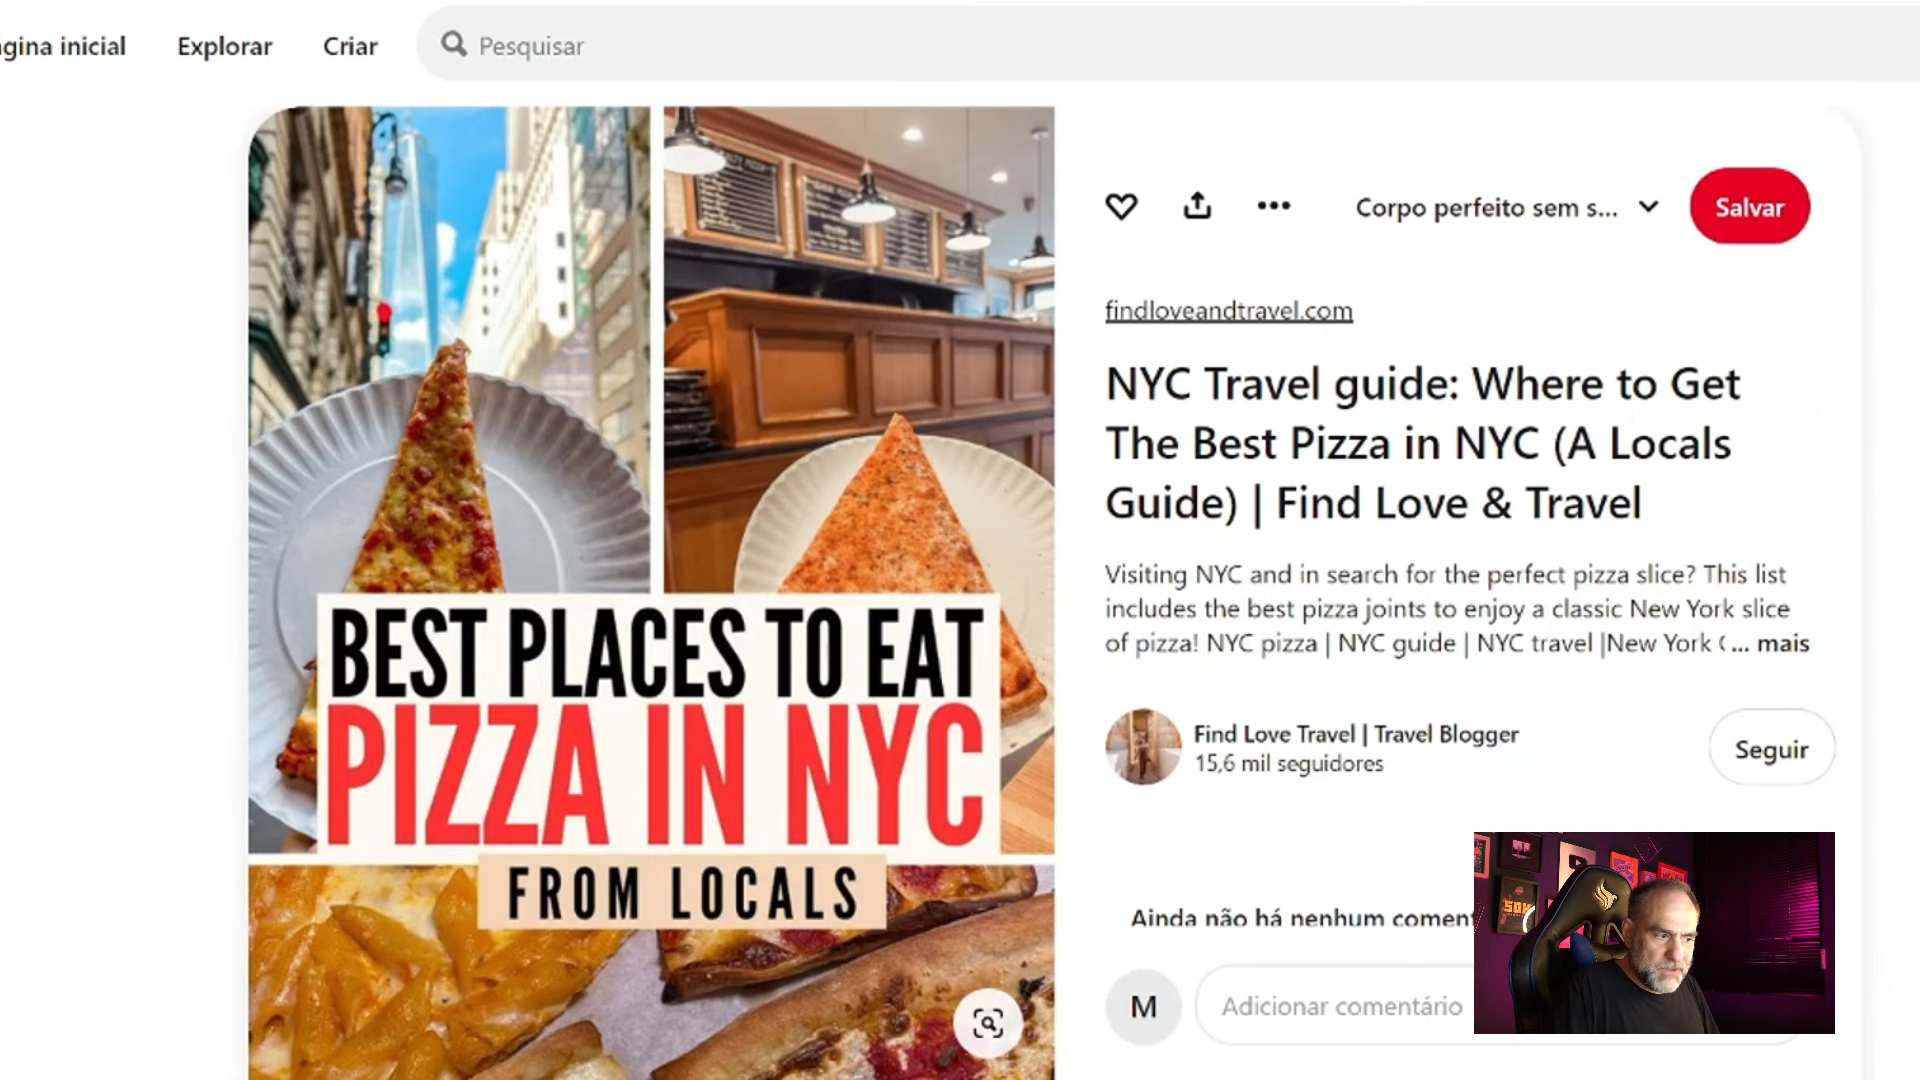 gina inicial
Explorar
Criar
Pesquisar
Corpo perfeito sem s...
Salvar
findloveandtravel.com
NYC Travel guide: Where to Get
The Best Pizza in NYC (A Locals
Guide) | Find Love & Travel
Visiting NYC and in search for the perfect pizza slice? This list
includes the best pizza joints to enjoy a classic New York slice
of pizza! NYC pizza | NYC guide | NYC travel |New York ... mais
Find Love Travel | Travel Blogger
15,6 mil seguidores
Seguir
BEST PLACES TO EAT
PIZZA IN NYC
FROM LOCALS
Ainda não há nenhum coment
M
Adicionar comentário